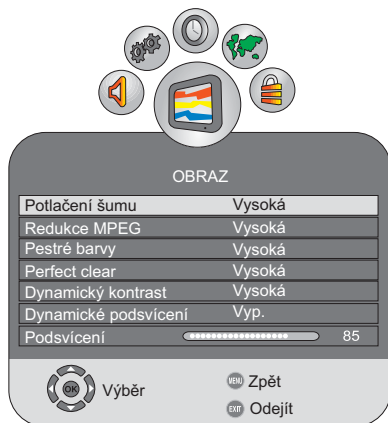 OBRAZ
Potlačení šumu Vysoká
Redukce MPEG Vysoká
Pestré barvy Vysoká
Perfect clear Vysoká
Dynamický kontrast Vysoká
Dynamické podsvícení Vyp.
Podsvícení 85
OK Výběr
MENU Zpět
EXIT Odejít